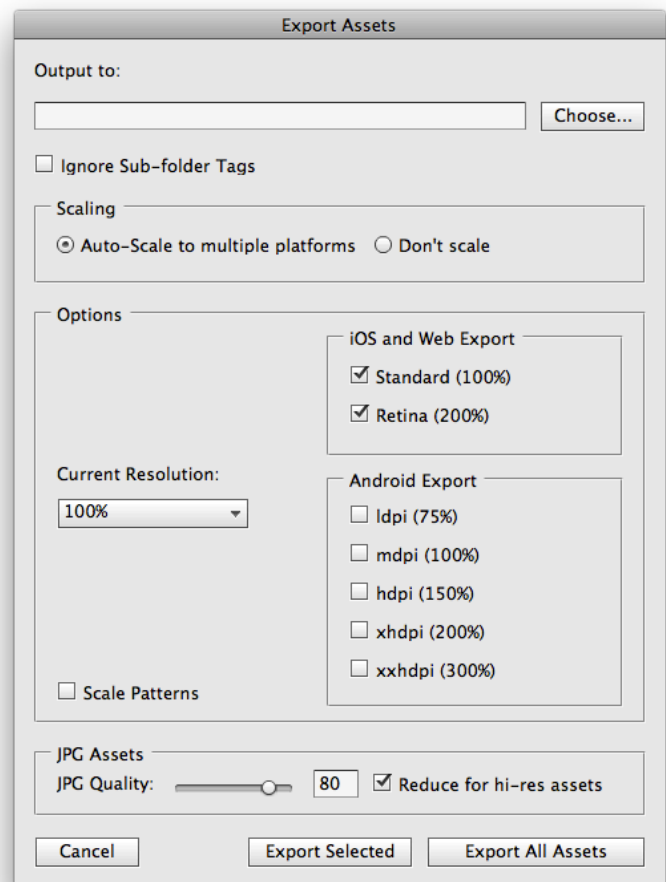 Export Assets
Output to:
Choose...
Ignore Sub-folder Tags
Scaling
Auto-Scale to multiple platforms
Don't scale
Options
iOS and Web Export
Standard (100%)
Retina (200%)
Current Resolution:
100%
Android Export
ldpi (75%)
mdpi (100%)
hdpi (150%)
xhdpi (200%)
xxhdpi (300%)
Scale Patterns
JPG Assets
JPG Quality:
80
Reduce for hi-res assets
Cancel
Export Selected
Export All Assets